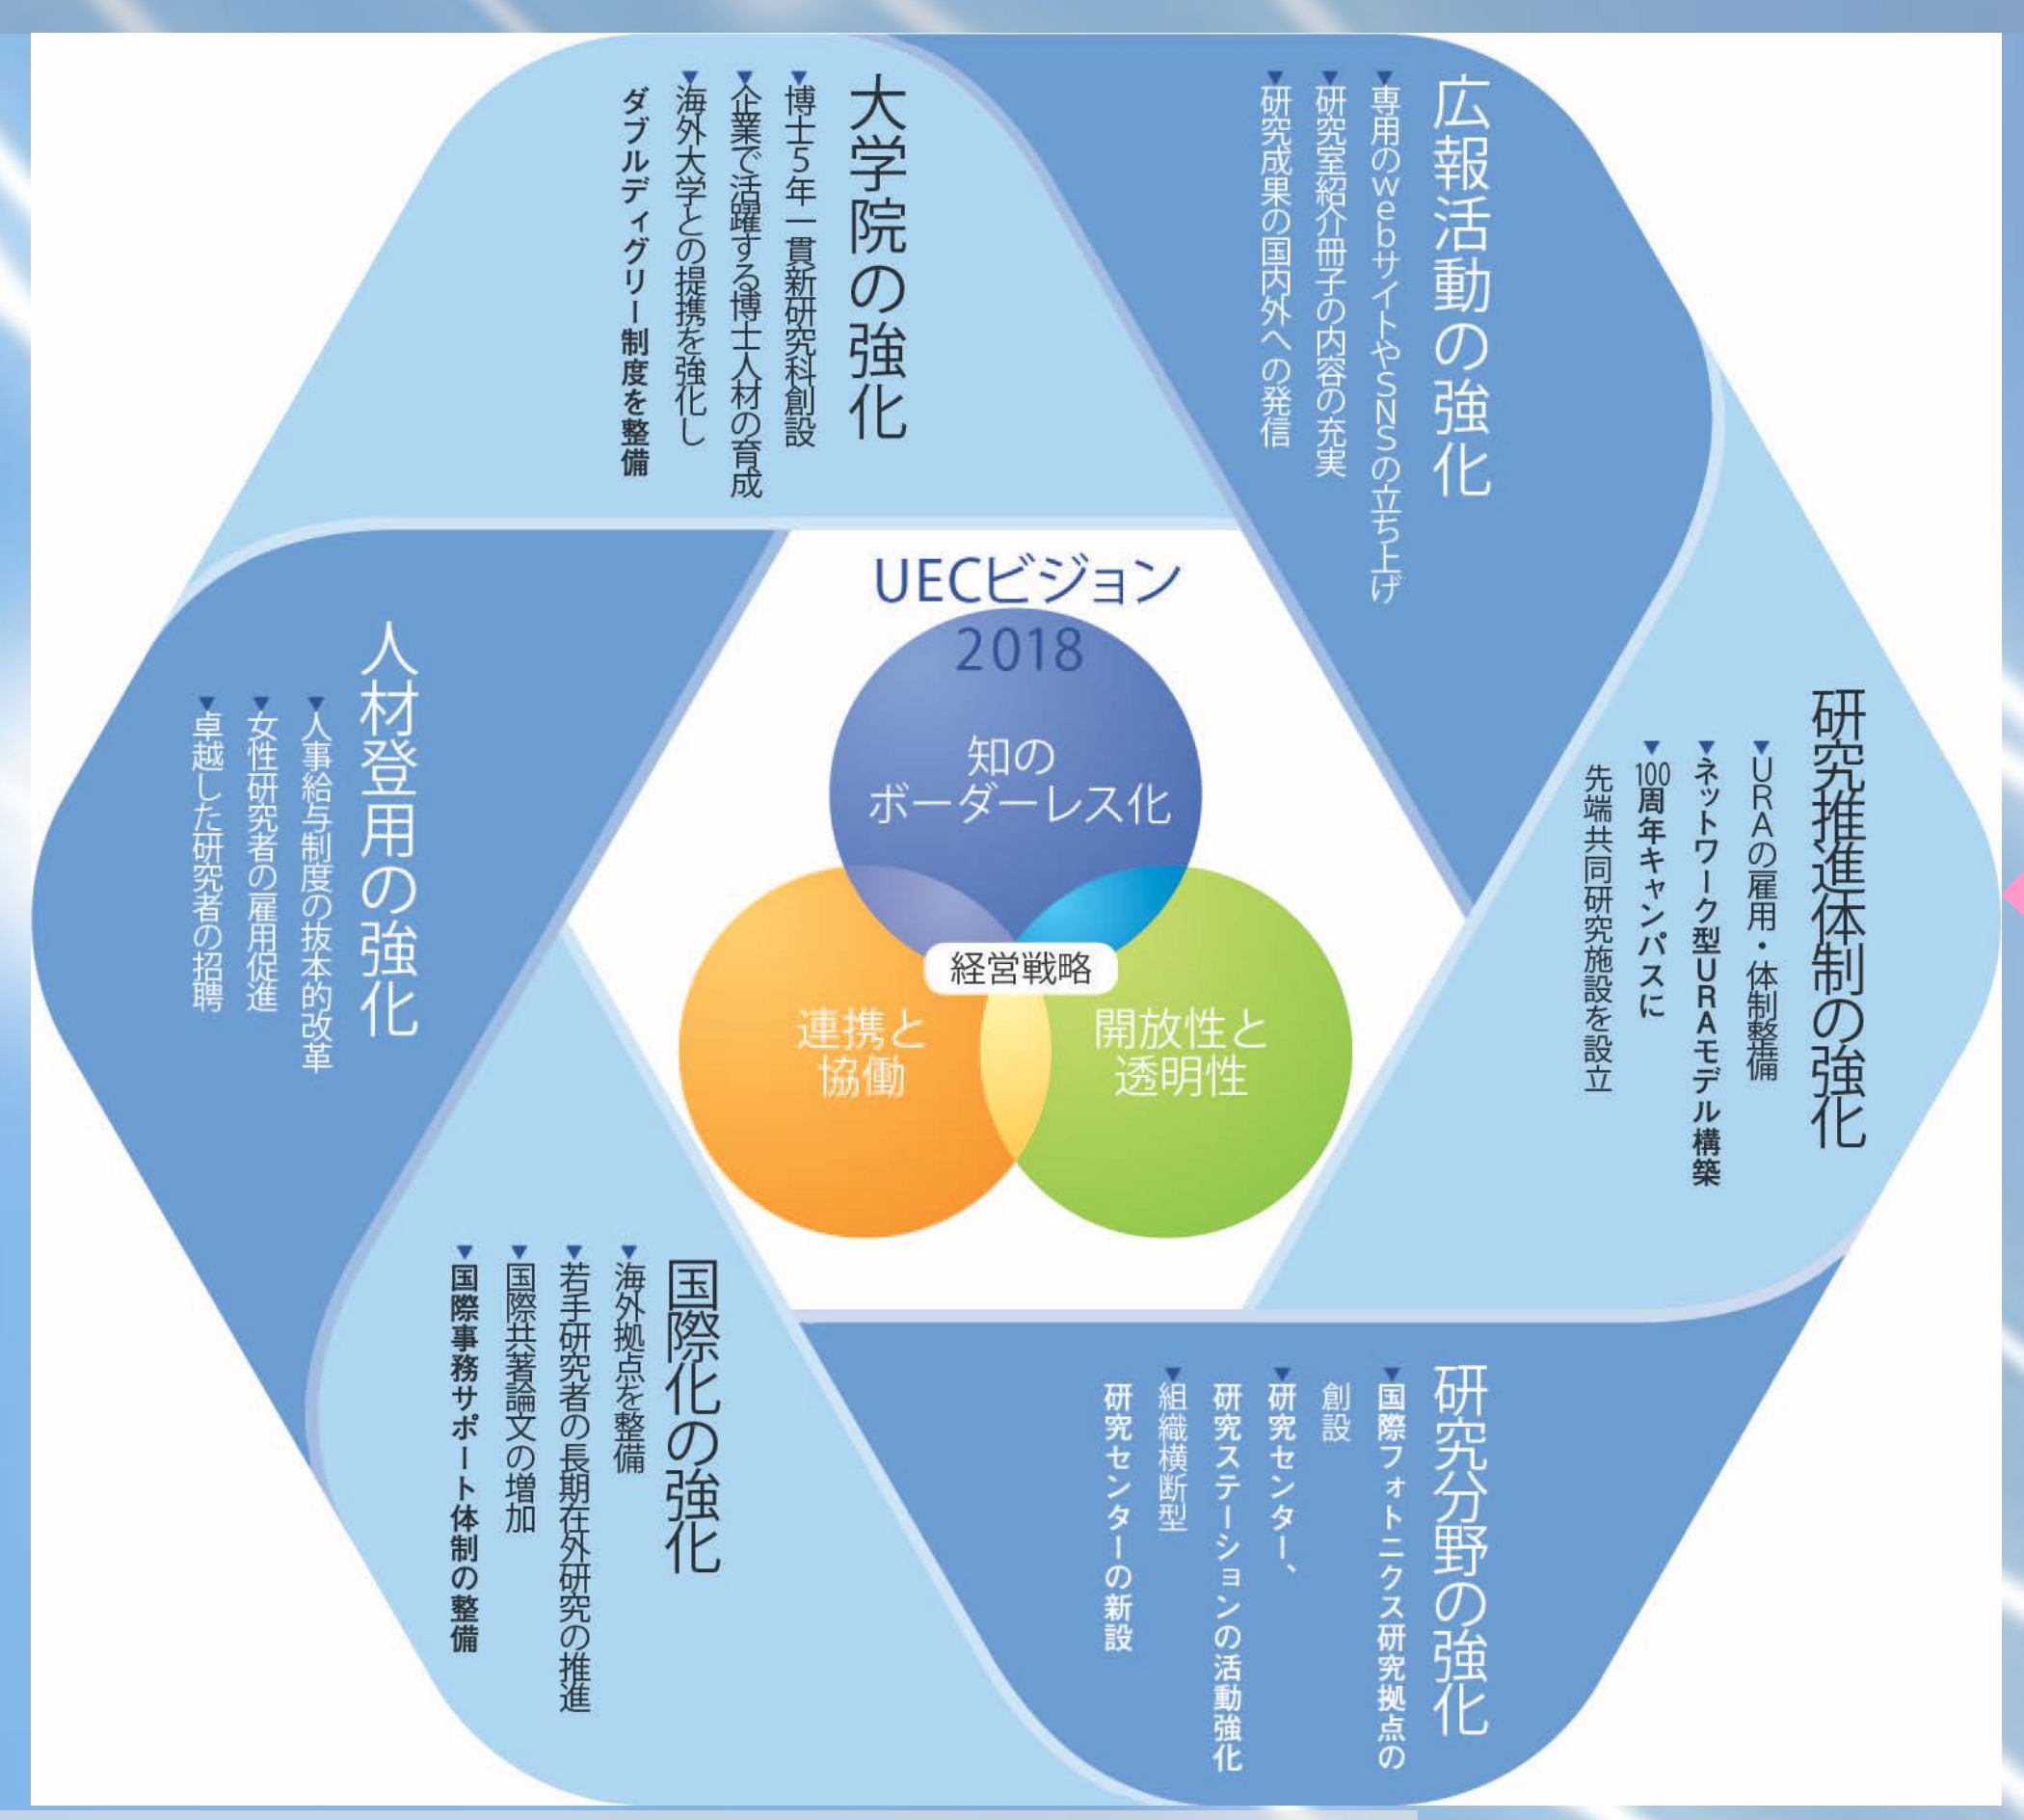 広報活動の強化
▼専用のwebサイトやSNSの立ち上げ
▼研究室紹介冊子の内容の充実
▼研究成果の国内外への発信
大学院の強化
▼博士5年一貫新研究科創設
▼企業で活躍する博士人材の育成
▼海外大学との提携を強化し
ダブルディグリー制度を整備
研究推進体制の強化
▼URAの雇用・体制整備
▼ネットワーク型URAモデル構築
▼100周年キャンパスに
先端共同研究施設を設立
UECビジョン
2018
知の
ボーダーレス化
経営戦略
連携と
協働
開放性と
透明性
人材登用の強化
▼人事給与制度の抜本的改革
▼女性研究者の雇用促進
▼卓越した研究者の招聘
研究分野の強化
▼国際フォトニクス研究拠点の
創設
▼研究センター、
研究ステーションの活動強化
▼組織横断型
研究センターの新設
国際化の強化
▼海外拠点を整備
▼若手研究者の長期在外研究の推進
▼国際共著論文の増加
▼国際事務サポート体制の整備